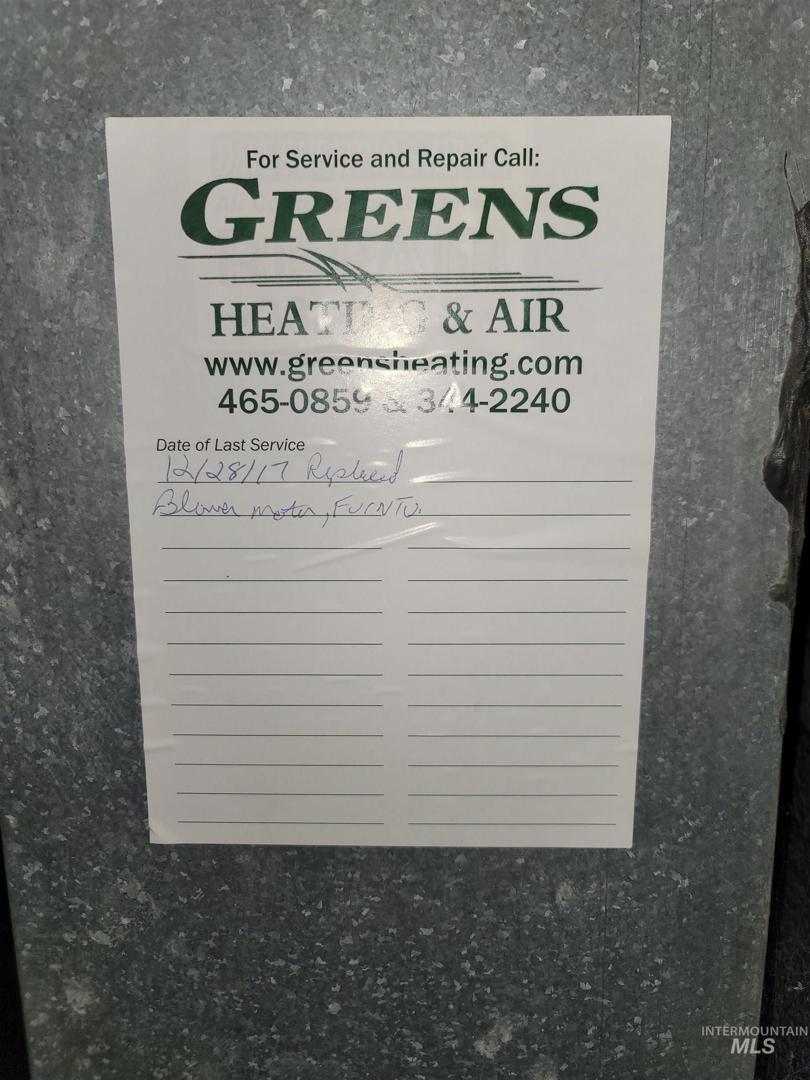 For Service and Repair Call:
GREENS
HEATING & AIR
www.greensheating.com
465-0859 & 344-2240
Date of Last Service
12/28/17 Replaced
Blower motor,
INTERMOUNTAIN
MLS